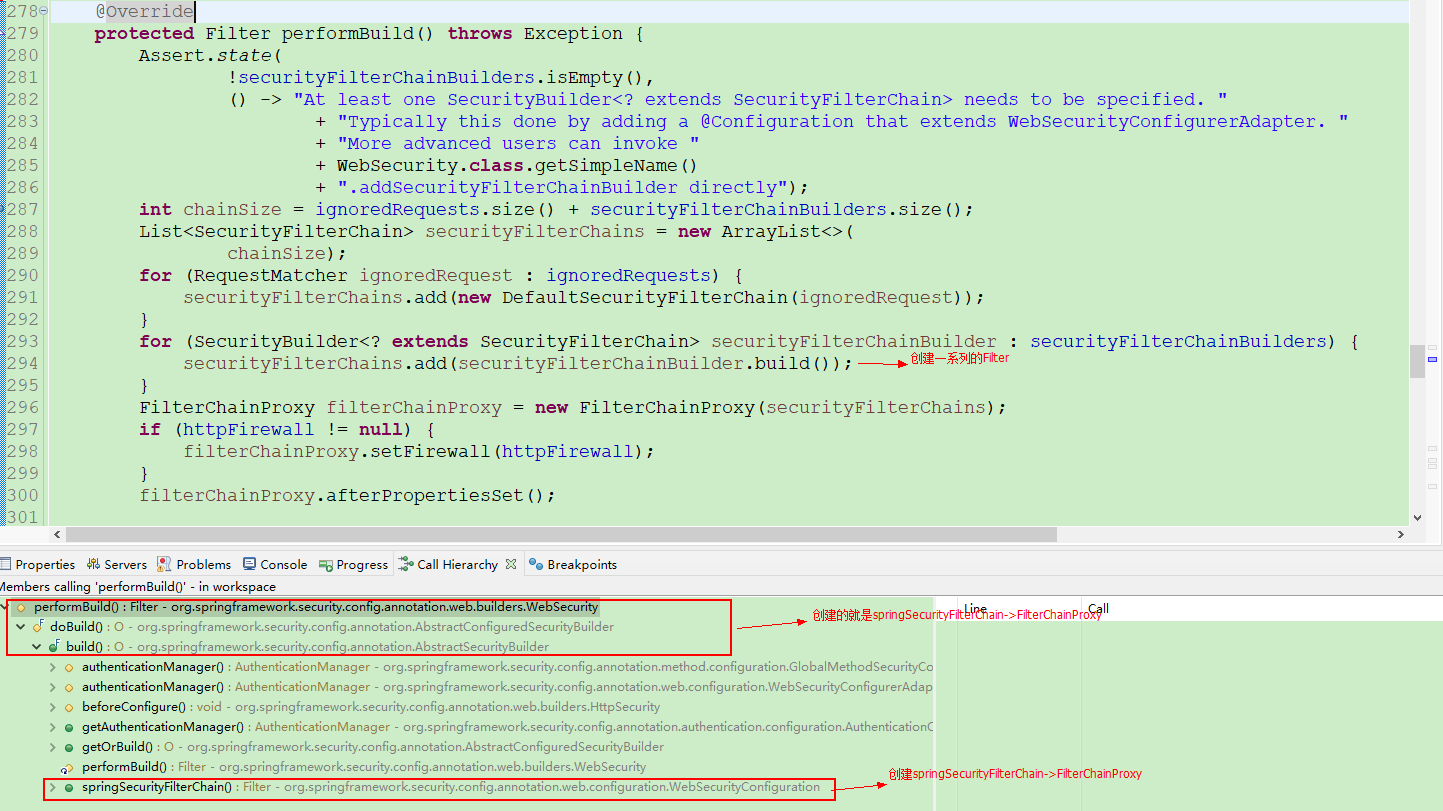 278 @Override
279 protected Filter performBuild() throws Exception {
280 Assert.state(
281 !securityFilterChainBuilders.isEmpty(),
282 () -> "At least one SecurityBuilder<? extends SecurityFilterChain> needs to be specified. "
283 + "Typically this done by adding a @Configuration that extends WebSecurityConfigurerAdapter. "
284 + "More advanced users can invoke "
285 + WebSecurity.class.getSimpleName()
286 + ".addSecurityFilterChainBuilder directly");
287 int chainSize = ignoredRequests.size() + securityFilterChainBuilders.size();
288 List<SecurityFilterChain> securityFilterChains = new ArrayList<>(
289 chainSize);
290 for (RequestMatcher ignoredRequest : ignoredRequests) {
291 securityFilterChains.add(new DefaultSecurityFilterChain(ignoredRequest));
292 }
293 for (SecurityBuilder<? extends SecurityFilterChain> securityFilterChainBuilder : securityFilterChainBuilders) {
294 securityFilterChains.add(securityFilterChainBuilder.build()); 创建一系列的Filter
295 }
296 FilterChainProxy filterChainProxy = new FilterChainProxy(securityFilterChains);
297 if (httpFirewall != null) {
298 filterChainProxy.setFirewall(httpFirewall);
299 }
300 filterChainProxy.afterPropertiesSet();
301
Properties Servers Problems Console Progress Call Hierarchy Breakpoints
Members calling 'performBuild()' - in workspace
performBuild() : Filter - org.springframework.security.config.annotation.web.builders.WebSecurity Line Call
创建的就是springSecurityFilterChain->FilterChainProxy
doBuild() : O - org.springframework.security.config.annotation.AbstractConfiguredSecurityBuilder
build() : O - org.springframework.security.config.annotation.AbstractSecurityBuilder
authenticationManager() : AuthenticationManager - org.springframework.security.config.annotation.method.configuration.GlobalMethodSecurityCo
authenticationManager() : AuthenticationManager - org.springframework.security.config.annotation.web.configuration.WebSecurityConfigurerAdap
beforeConfigure() : void - org.springframework.security.config.annotation.web.builders.HttpSecurity
getAuthenticationManager() : AuthenticationManager - org.springframework.security.config.annotation.authentication.configuration.AuthenticationC
getOrBuild() : O - org.springframework.security.config.annotation.AbstractConfiguredSecurityBuilder
performBuild() : Filter - org.springframework.security.config.annotation.web.builders.WebSecurity
创建springSecurityFilterChain->FilterChainProxy
springSecurityFilterChain() : Filter - org.springframework.security.config.annotation.web.configuration.WebSecurityConfiguration